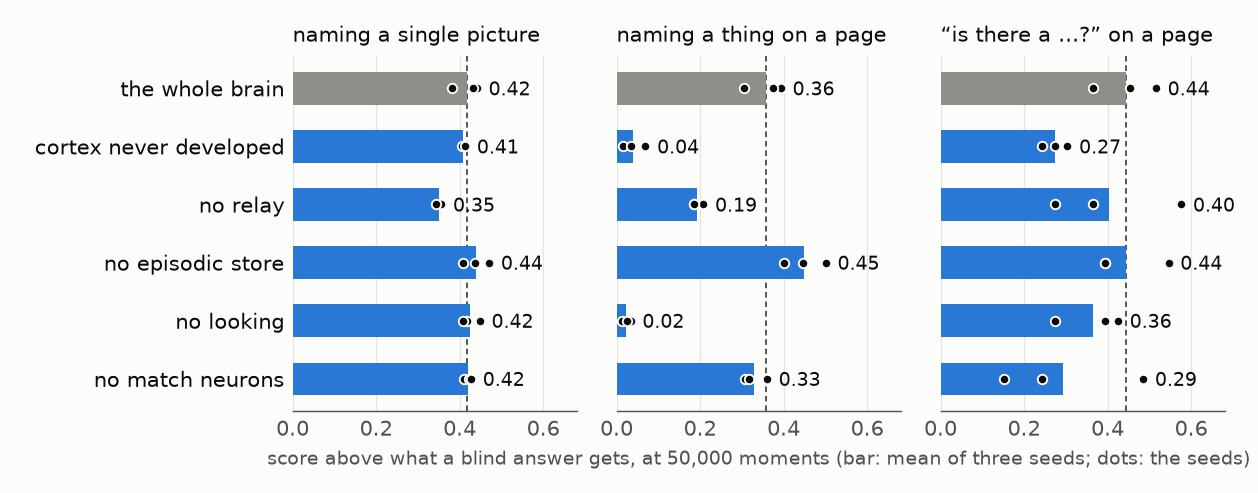 naming a single picture
naming a thing on a page
“is there a ...?” on a page
the whole brain 0.42 0.36 0.44
cortex never developed 0.41 0.04 0.27
no relay 0.35 0.19 0.40
no episodic store 0.44 0.45 0.44
no looking 0.42 0.02 0.36
no match neurons 0.42 0.33 0.29
0.0 0.2 0.4 0.6 0.0 0.2 0.4 0.6 0.0 0.2 0.4 0.6
score above what a blind answer gets, at 50,000 moments (bar: mean of three seeds; dots: the seeds)